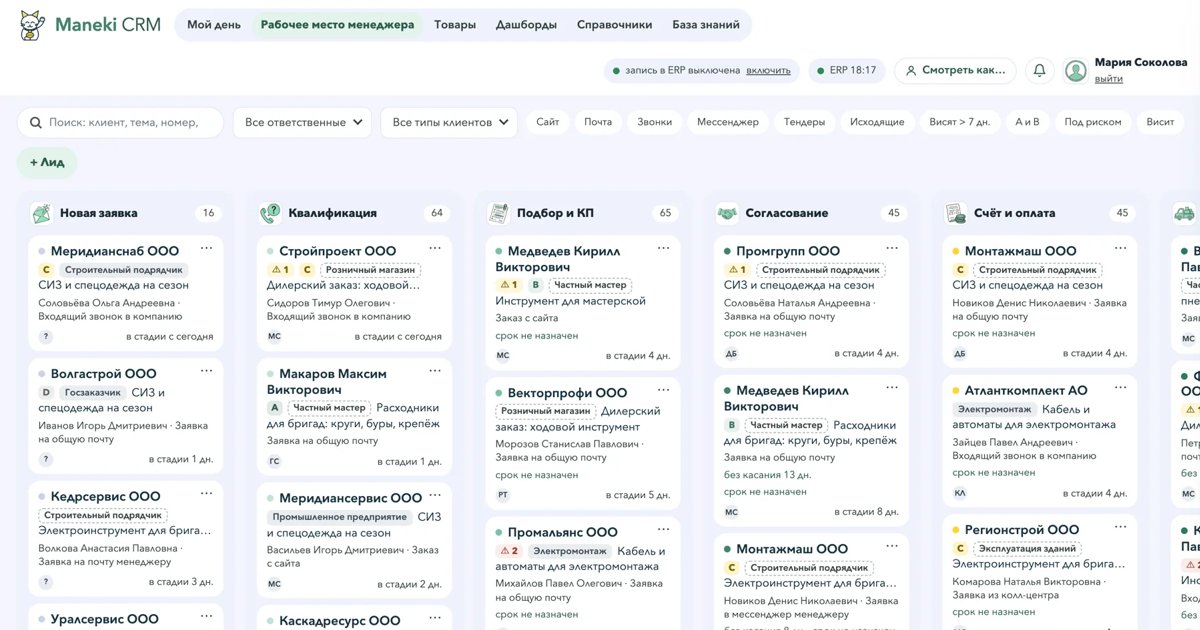 Maneki CRM
Мой день
Рабочее место менеджера
Товары
Дашборды
Справочники
База знаний
запись в ERP выключена включить
ERP 18:17
Смотреть как...
Мария Соколова
выйти
Поиск: клиент, тема, номер,
Все ответственные
Все типы клиентов
Сайт
Почта
Звонки
Мессенджер
Тендеры
Исходящие
Висят > 7 дн.
А и В
Под риском
Визит
+ Лид
Новая заявка 16
Меридианснаб ООО ...
C Строительный подрядчик
СИЗ и спецодежда на сезон
Соловьёва Ольга Андреевна ·
Входящий звонок в компанию
? в стадии с сегодня
Волгастрой ООО ...
D Госзаказчик СИЗ и
спецодежда на сезон
Иванов Игорь Дмитриевич · Заявка
на общую почту
? в стадии 1 дн.
Кедрсервис ООО ...
Строительный подрядчик
Электроинструмент для брига...
Волкова Анастасия Павловна ·
Заявка на почту менеджеру
? в стадии 3 дн.
Уралсервис ООО ...
Квалификация 64
Стройпроект ООО ...
⚠ 1 C Розничный магазин
Дилерский заказ: ходовой...
Сидоров Тимур Олегович ·
Входящий звонок в компанию
МС в стадии с сегодня
Макаров Максим ...
Викторович
A Частный мастер Расходники
для бригад: круги, буры, крепёж
Заявка на общую почту
ГС в стадии 1 дн.
Меридиансервис ООО ...
Промышленное предприятие СИЗ
и спецодежда на сезон
Васильев Игорь Дмитриевич · Заказ
с сайта
МС в стадии 2 дн.
Каскадресурс ООО ...
Подбор и КП 65
Медведев Кирилл ...
Викторович
⚠ 1 B Частный мастер
Инструмент для мастерской
Заказ с сайта
срок не назначен
МС в стадии 4 дн.
Векторпрофи ООО ...
Розничный магазин Дилерский
заказ: ходовой инструмент
Морозов Станислав Павлович ·
Заявка на общую почту
срок не назначен
РТ в стадии 5 дн.
Промальянс ООО ...
⚠ 2 Электромонтаж Кабель и
автоматы для электромонтажа
Михайлов Павел Олегович · Заявка
на общую почту
срок не назначен
Согласование 45
Промгрупп ООО ...
⚠ 1 Строительный подрядчик
СИЗ и спецодежда на сезон
Соловьева Наталья Андреевна ·
Заявка на общую почту
срок не назначен
ДБ в стадии 4 дн.
Медведев Кирилл ...
Викторович
B Частный мастер Расходники
для бригад: круги, буры, крепёж
Заявка на общую почту
без касания 13 дн.
срок не назначен
МС в стадии 8 дн.
Монтажмаш ООО ...
C Строительный подрядчик
Электроинструмент для брига...
Новиков Денис Николаевич · Заявка
в мессенджер менеджеру
Счёт и оплата 45
Монтажмаш ООО ...
C Строительный подрядчик
СИЗ и спецодежда на сезон
Новиков Денис Николаевич · Заявка
на общую почту
срок не назначен
ДБ в стадии 4 дн.
Атланткомплект АО ...
Электромонтаж Кабель и
автоматы для электромонтажа
Зайцев Павел Андреевич ·
Входящий звонок в компанию
срок не назначен
КЛ в стадии 4 дн.
Регионстрой ООО ...
C Эксплуатация зданий
Электроинструмент для брига...
Комарова Наталья Викторовна ·
Заявка из колл-центра
срок не назначен
МС
МС